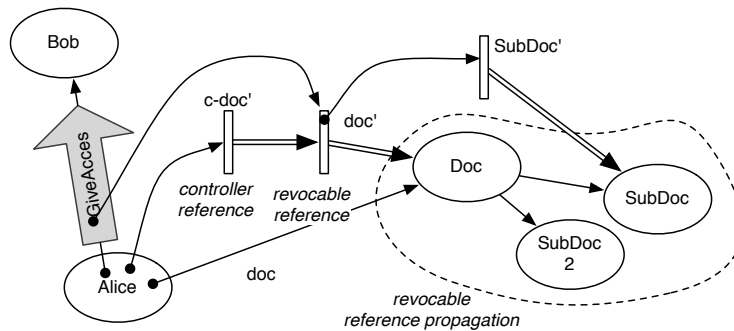 Bob
SubDoc'
c-doc'
doc'
GiveAcces
Doc
controller
reference
revocable
reference
SubDoc
SubDoc
2
doc
Alice
revocable
reference propagation